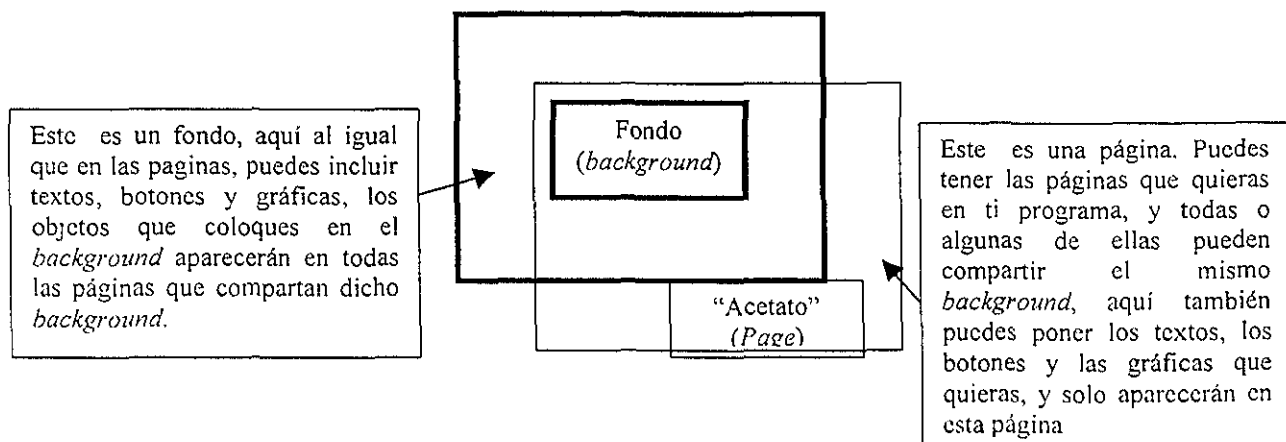 Este es un fondo, aquí al igual
que en las paginas, puedes incluir
textos, botones y gráficas, los
objetos que coloques en el
background aparecerán en todas
las páginas que compartan dicho
background.
Fondo
(background)
"Acetato"
(Page)
Este es una página. Puedes
tener las páginas que quieras
en ti programa, y todas o
algunas de ellas pueden
compartir el mismo
background, aquí también
puedes poner los textos, los
botones y las gráficas que
quieras, y solo aparecerán en
esta página